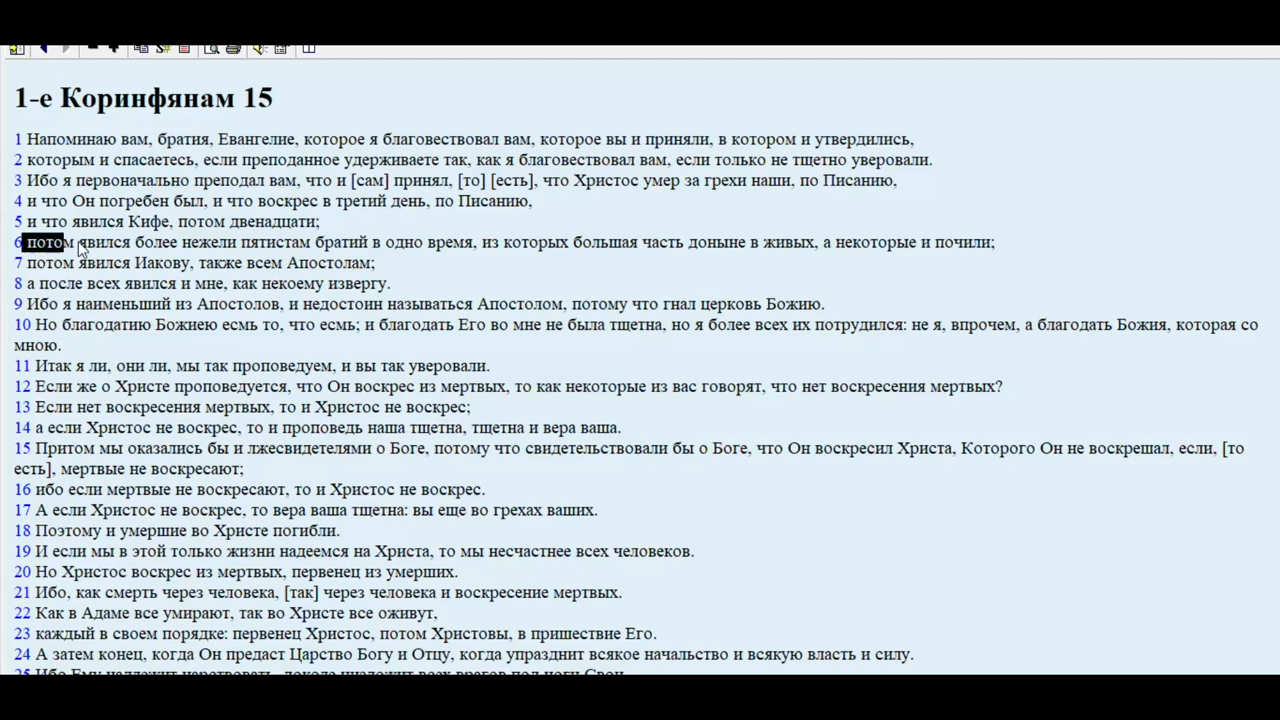 1-е Коринфянам 15
1 Напоминаю вам, братия, Евангелие, которое я благовествовал вам, которое вы и приняли, в котором и утвердились,
2 которым и спасаетесь, если преподанное удерживаете так, как я благовествовал вам, если только не тщетно уверовали.
3 Ибо я первоначально преподал вам, что и [сам] принял, [то] [есть], что Христос умер за грехи наши, по Писанию,
4 и что Он погребен был, и что воскрес в третий день, по Писанию,
5 и что явился Кифе, потом двенадцати;
6 потом явился более нежели пятистам братий в одно время, из которых большая часть доныне в живых, а некоторые и почили;
7 потом явился Иакову, также всем Апостолам;
8 а после всех явился и мне, как некоему извергу.
9 Ибо я наименьший из Апостолов, и недостоин называться Апостолом, потому что гнал церковь Божию.
10 Но благодатию Божиею есмь то, что есмь; и благодать Его во мне не была тщетна, но я более всех их потрудился: не я, впрочем, а благодать Божия, которая со
мною.
11 Итак я ли, они ли, мы так проповедуем, и вы так уверовали.
12 Если же о Христе проповедуется, что Он воскрес из мертвых, то как некоторые из вас говорят, что нет воскресения мертвых?
13 Если нет воскресения мертвых, то и Христос не воскрес;
14 а если Христос не воскрес, то и проповедь наша тщетна, тщетна и вера ваша.
15 Притом мы оказались бы и лжесвидетелями о Боге, потому что свидетельствовали бы о Боге, что Он воскресил Христа, Которого Он не воскрешал, если, [то
есть], мертвые не воскресают;
16 ибо если мертвые не воскресают, то и Христос не воскрес.
17 А если Христос не воскрес, то вера ваша тщетна: вы еще во грехах ваших.
18 Поэтому и умершие во Христе погибли.
19 И если мы в этой только жизни надеемся на Христа, то мы несчастнее всех человеков.
20 Но Христос воскрес из мертвых, первенец из умерших.
21 Ибо, как смерть через человека, [так] через человека и воскресение мертвых.
22 Как в Адаме все умирают, так во Христе все оживут,
23 каждый в своем порядке: первенец Христос, потом Христовы, в пришествие Его.
24 А затем конец, когда Он предаст Царство Богу и Отцу, когда упразднит всякое начальство и всякую власть и силу.
25 Ибо Ему надлежит царствовать, доколе низложит всех врагов под ноги Свои